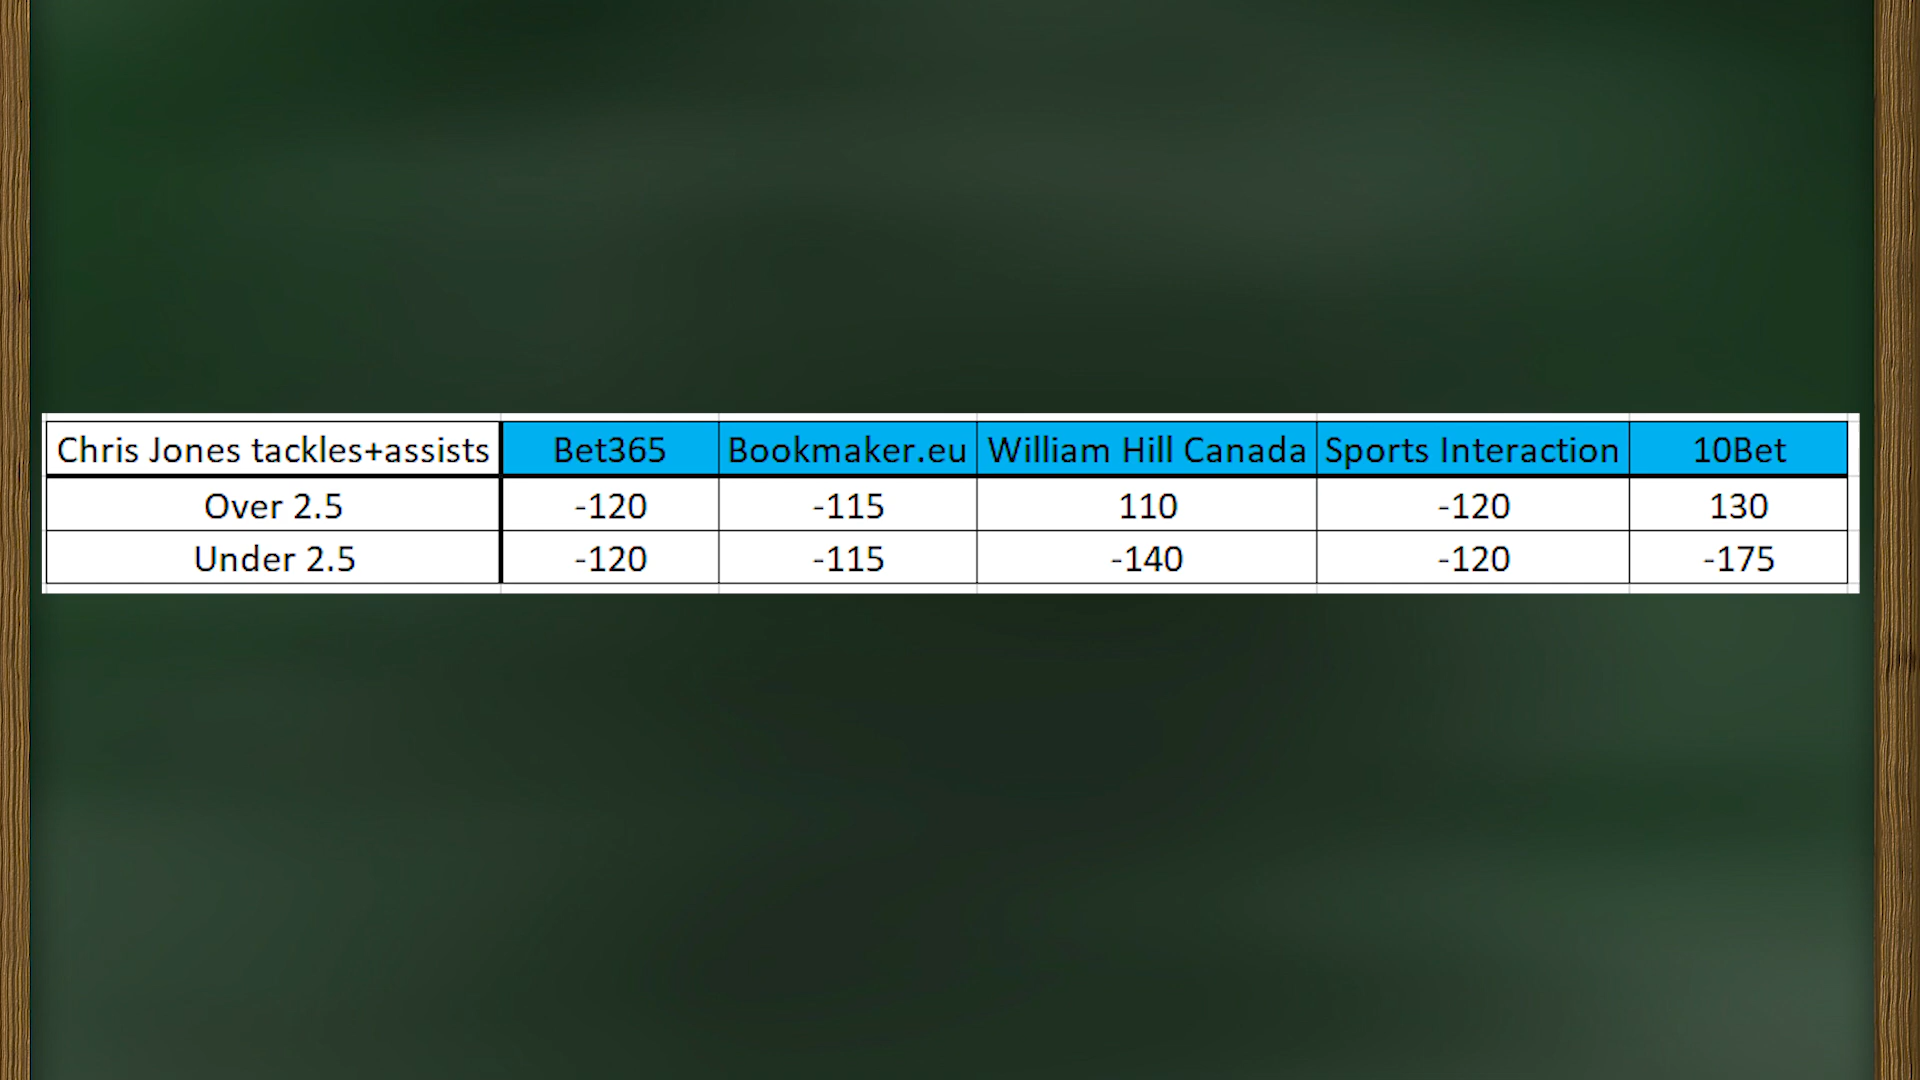 Chris Jones tackles+assists Bet365 Bookmaker.eu William Hill Canada Sports Interaction 10Bet
Over 2.5 -120 -115 110 -120 130
Under 2.5 -120 -115 -140 -120 -175